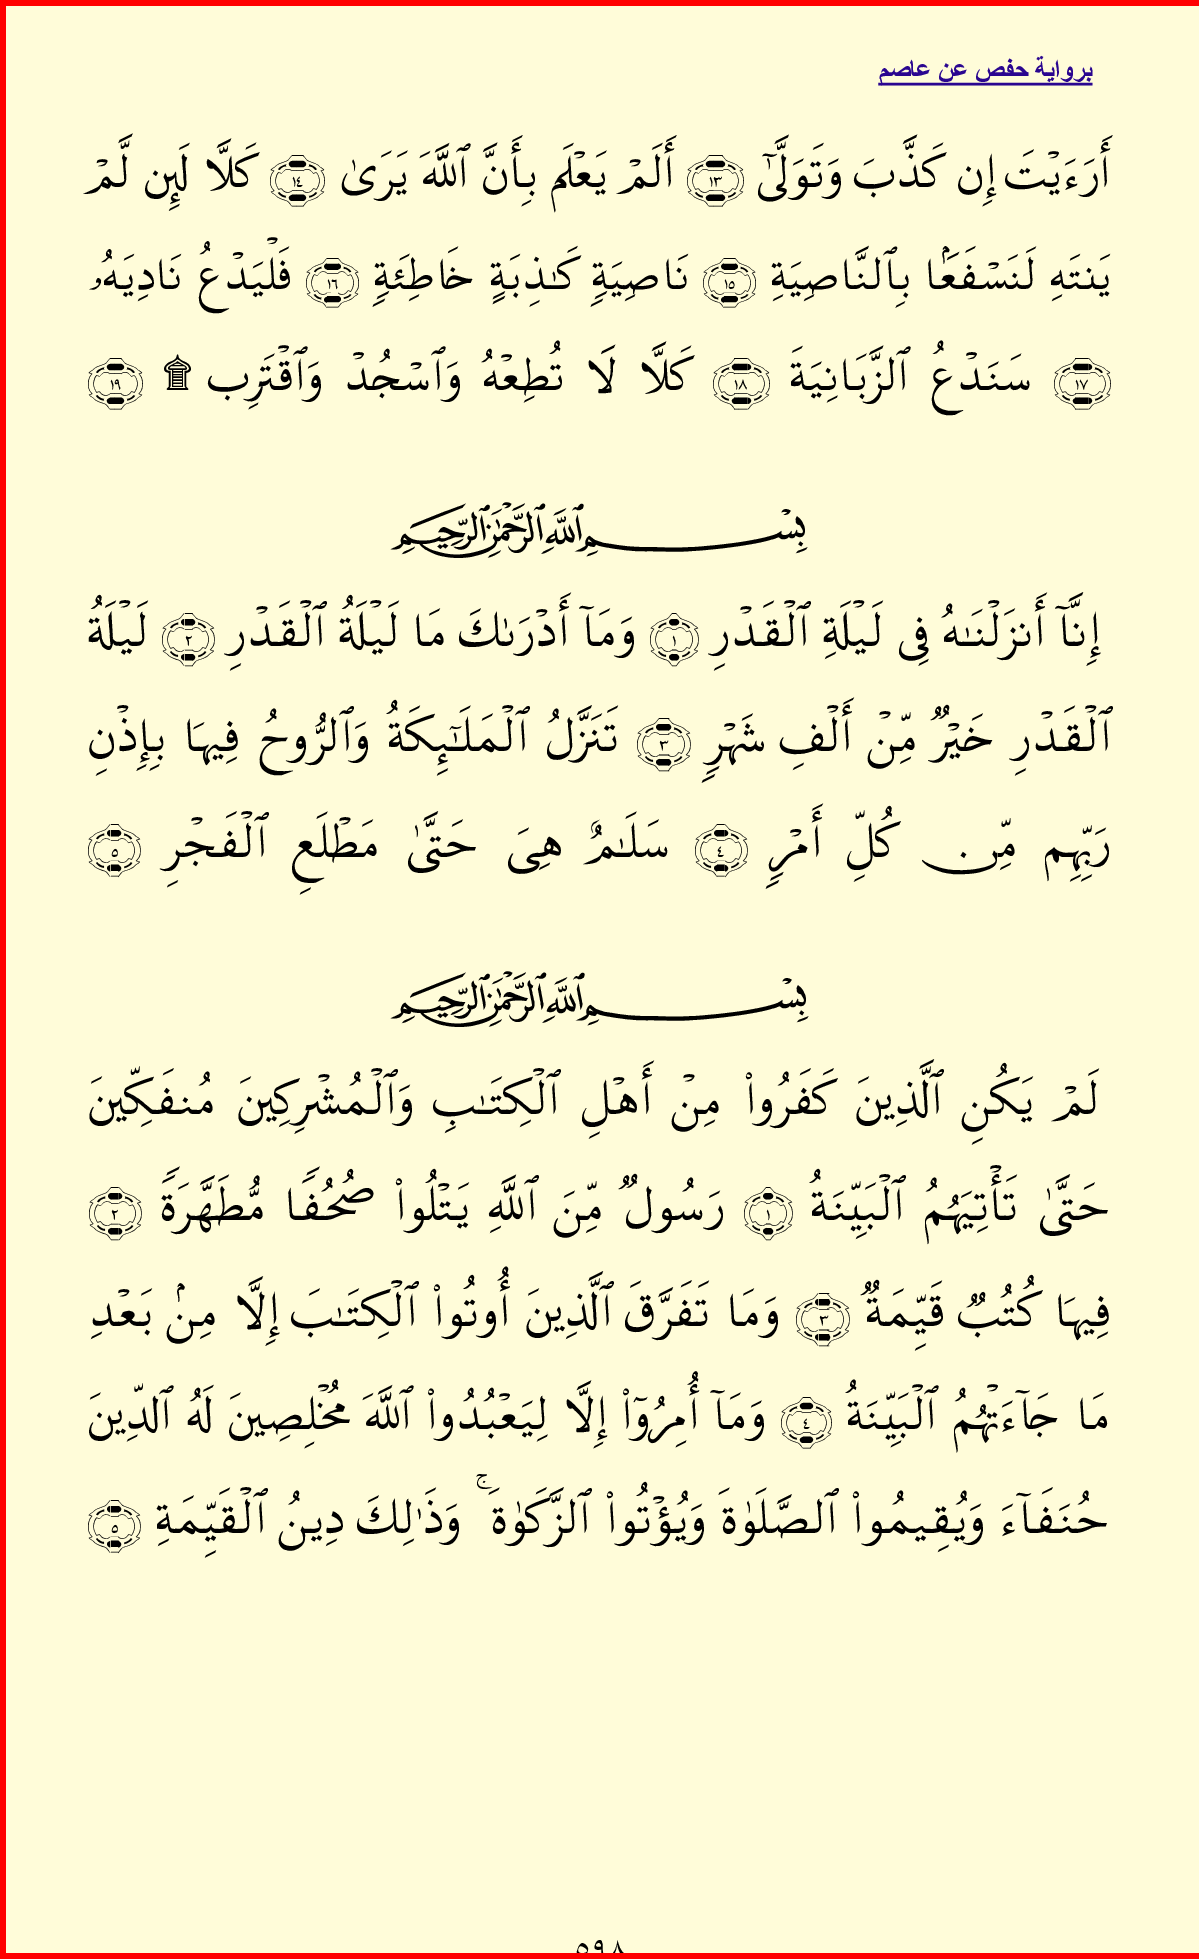 برواية حفص عن عاصم
أَرَءَيۡتَ إِن كَذَّبَ وَتَوَلَّىٰٓ ١٣ أَلَمۡ يَعۡلَم بِأَنَّ ٱللَّهَ يَرَىٰ ١٤ كَلَّا لَئِن لَّمۡ
يَنتَهِ لَنَسۡفَعَۢا بِٱلنَّاصِيَةِ ١٥ نَاصِيَةٖ كَٰذِبَةٍ خَاطِئَةٖ ١٦ فَلۡيَدۡعُ نَادِيَهُۥ
١٧ سَنَدۡعُ ٱلزَّبَانِيَةَ ١٨ كَلَّا لَا تُطِعۡهُ وَٱسۡجُدۡۤ وَٱقۡتَرِب ۩ ١٩
بِسۡمِ ٱللَّهِ ٱلرَّحۡمَٰنِ ٱلرَّحِيمِ
إِنَّآ أَنزَلۡنَٰهُ فِي لَيۡلَةِ ٱلۡقَدۡرِ ١ وَمَآ أَدۡرَىٰكَ مَا لَيۡلَةُ ٱلۡقَدۡرِ ٢ لَيۡلَةُ
ٱلۡقَدۡرِ خَيۡرٞ مِّنۡ أَلۡفِ شَهۡرٖ ٣ تَنَزَّلُ ٱلۡمَلَٰٓئِكَةُ وَٱلرُّوحُ فِيهَا بِإِذۡنِ
رَبِّهِم مِّن كُلِّ أَمۡرٖ ٤ سَلَٰمٌ هِيَ حَتَّىٰ مَطۡلَعِ ٱلۡفَجۡرِ ٥
بِسۡمِ ٱللَّهِ ٱلرَّحۡمَٰنِ ٱلرَّحِيمِ
لَمۡ يَكُنِ ٱلَّذِينَ كَفَرُواْ مِنۡ أَهۡلِ ٱلۡكِتَٰبِ وَٱلۡمُشۡرِكِينَ مُنفَكِّينَ
حَتَّىٰ تَأۡتِيَهُمُ ٱلۡبَيِّنَةُ ١ رَسُولٞ مِّنَ ٱللَّهِ يَتۡلُواْ صُحُفٗا مُّطَهَّرَةٗ ٢
فِيهَا كُتُبٞ قَيِّمَةٞ ٣ وَمَا تَفَرَّقَ ٱلَّذِينَ أُوتُواْ ٱلۡكِتَٰبَ إِلَّا مِنۢ بَعۡدِ
مَا جَآءَتۡهُمُ ٱلۡبَيِّنَةُ ٤ وَمَآ أُمِرُوٓاْ إِلَّا لِيَعۡبُدُواْ ٱللَّهَ مُخۡلِصِينَ لَهُ ٱلدِّينَ
حُنَفَآءَ وَيُقِيمُواْ ٱلصَّلَوٰةَ وَيُؤۡتُواْ ٱلزَّكَوٰةَۚ وَذَٰلِكَ دِينُ ٱلۡقَيِّمَةِ ٥
٥٩٨